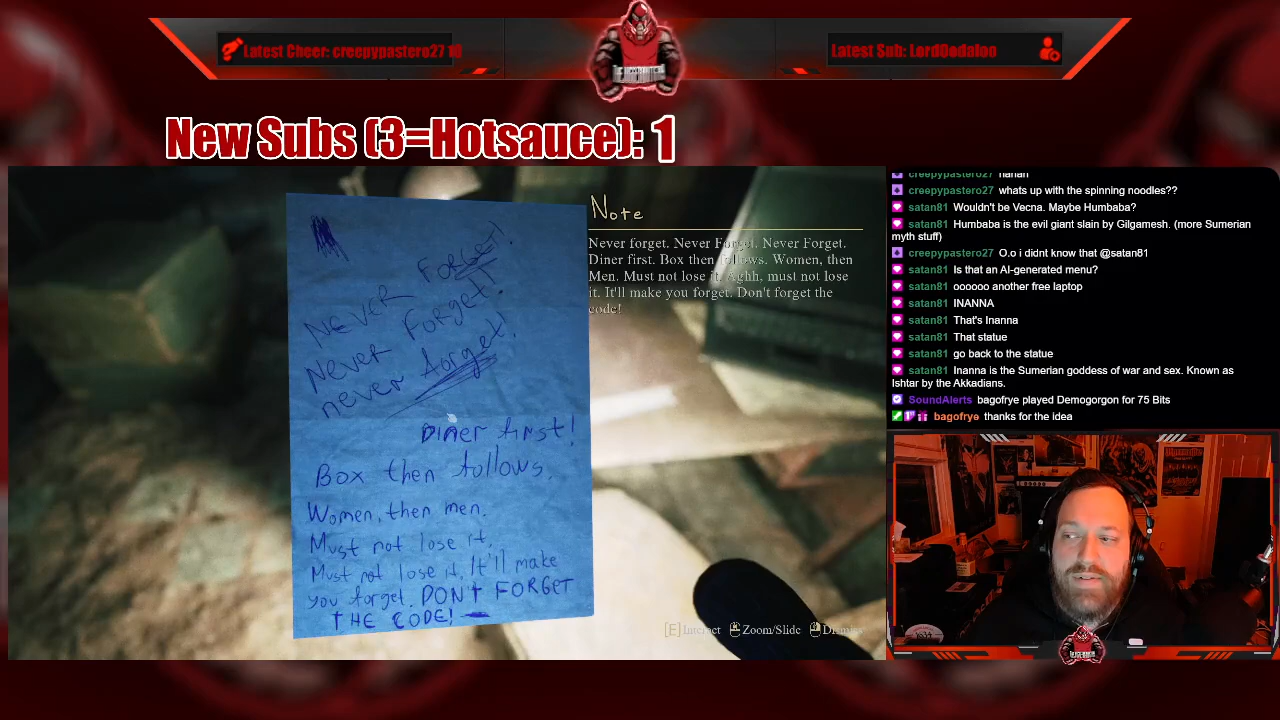 Latest Cheer: creepypastero27 10
Latest Sub: LordOodaloo
New Subs (3=Hotsauce): 1
Never Forget!
Never Forget!
never forget!
Diner first!
Box then follows.
Women, then men.
Must not lose it.
Must not lose it. It'll make
you forget. DON'T FORGET
THE CODE!
Note
Never forget. Never Forget. Never Forget.
Diner first. Box then follows. Women, then
Men. Must not lose it. Aghh, must not lose
it. It'll make you forget. Don't forget the
code!
[E] Interact Zoom/Slide Dismiss
creepypastero27 hahah
creepypastero27 whats up with the spinning noodles??
satan81 Wouldn't be Vecna. Maybe Humbaba?
satan81 Humbaba is the evil giant slain by Gilgamesh. (more Sumerian
myth stuff)
creepypastero27 O.o i didnt know that @satan81
satan81 Is that an AI-generated menu?
satan81 oooooo another free laptop
satan81 INANNA
satan81 That's Inanna
satan81 That statue
satan81 go back to the statue
satan81 Inanna is the Sumerian goddess of war and sex. Known as
Ishtar by the Akkadians.
SoundAlerts bagofrye played Demogorgon for 75 Bits
bagofrye thanks for the idea